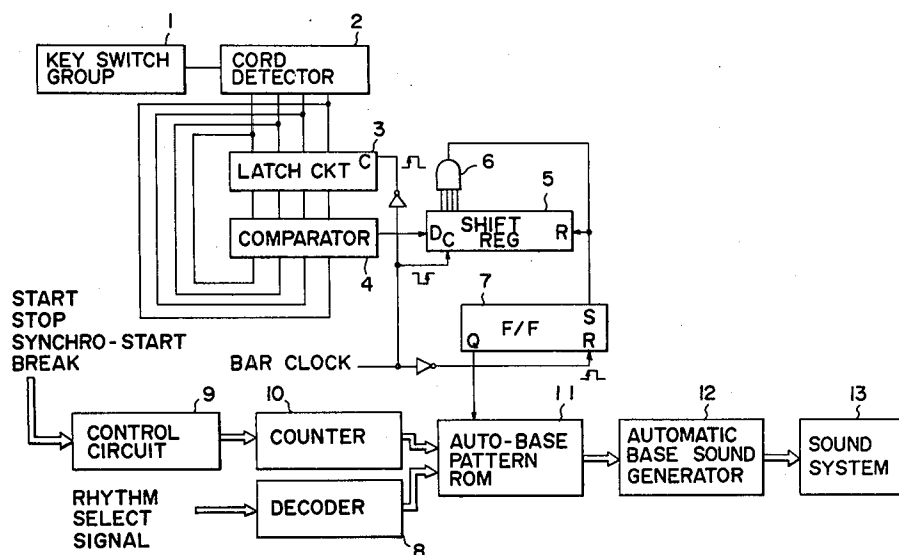 1
2
KEY SWITCH
GROUP
CORD
DETECTOR
3
LATCH CKT C
6
5
COMPARATOR
4
D C SHIFT
REG R
START
STOP
SYNCHRO-START
BREAK
7
F/F S
Q R
BAR CLOCK
9
10
11
12
13
CONTROL
CIRCUIT
COUNTER
AUTO-BASE
PATTERN
ROM
AUTOMATIC
BASE SOUND
GENERATOR
SOUND
SYSTEM
RHYTHM
SELECT
SIGNAL
DECODER
8